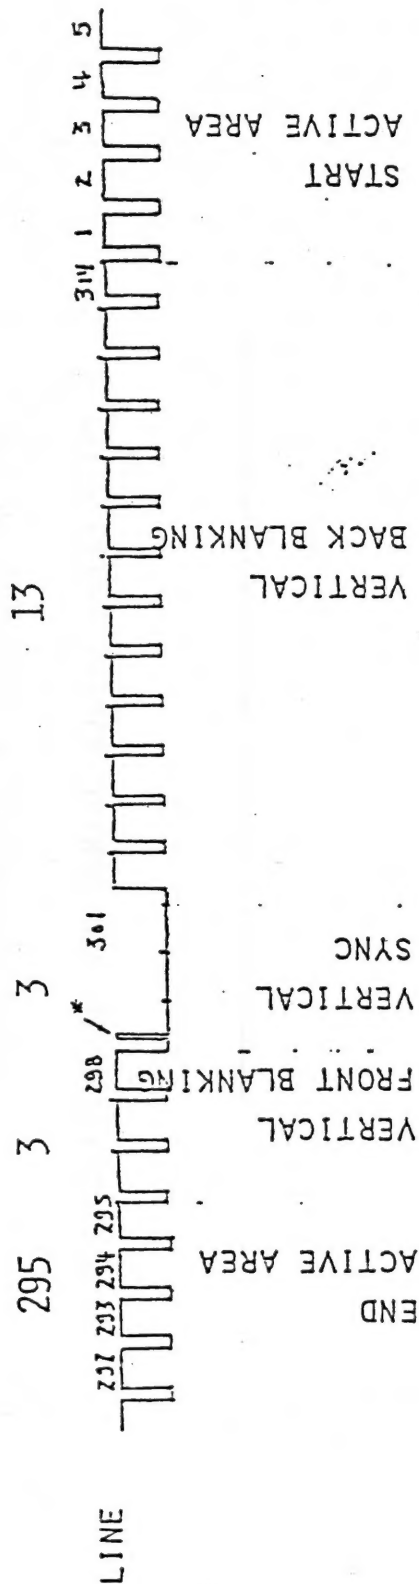 295 3 3 13
LINE 292 293 294 295 298 * 301 314 1 2 3 4 5
END
ACTIVE AREA
VERTICAL
FRONT BLANKING
VERTICAL
SYNC
VERTICAL
BACK BLANKING
START
ACTIVE AREA